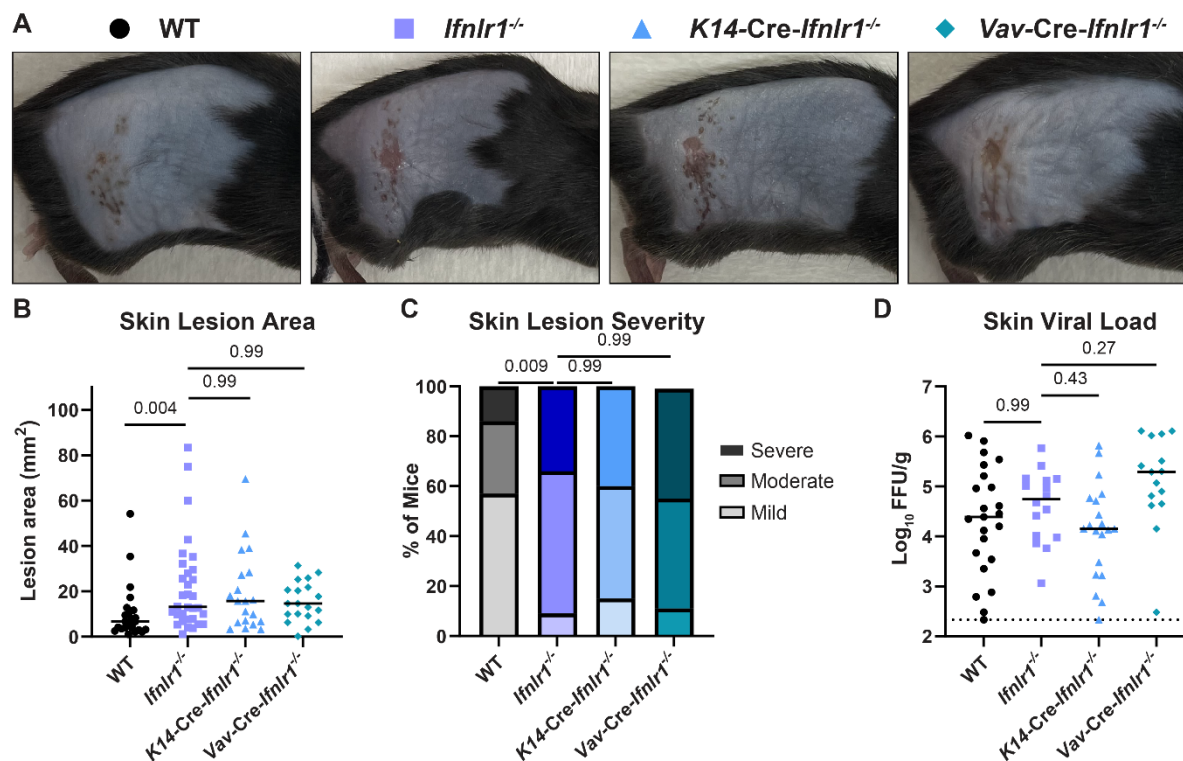 A
WT
Ifnlr1-/-
K14-Cre-Ifnlr1-/-
Vav-Cre-Ifnlr1-/-
B
Skin Lesion Area
0.99
0.99
0.004
Lesion area (mm2)
100
80
60
40
20
0
WT
Ifnlr1-/-
K14-Cre-Ifnlr1-/-
Vav-Cre-Ifnlr1-/-
C
Skin Lesion Severity
0.99
0.009
0.99
% of Mice
100
80
60
40
20
0
Severe
Moderate
Mild
WT
Ifnlr1-/-
K14-Cre-Ifnlr1-/-
Vav-Cre-Ifnlr1-/-
D
Skin Viral Load
0.27
0.43
0.99
Log10 FFU/g
7
6
5
4
3
2
WT
Ifnlr1-/-
K14-Cre-Ifnlr1-/-
Vav-Cre-Ifnlr1-/-